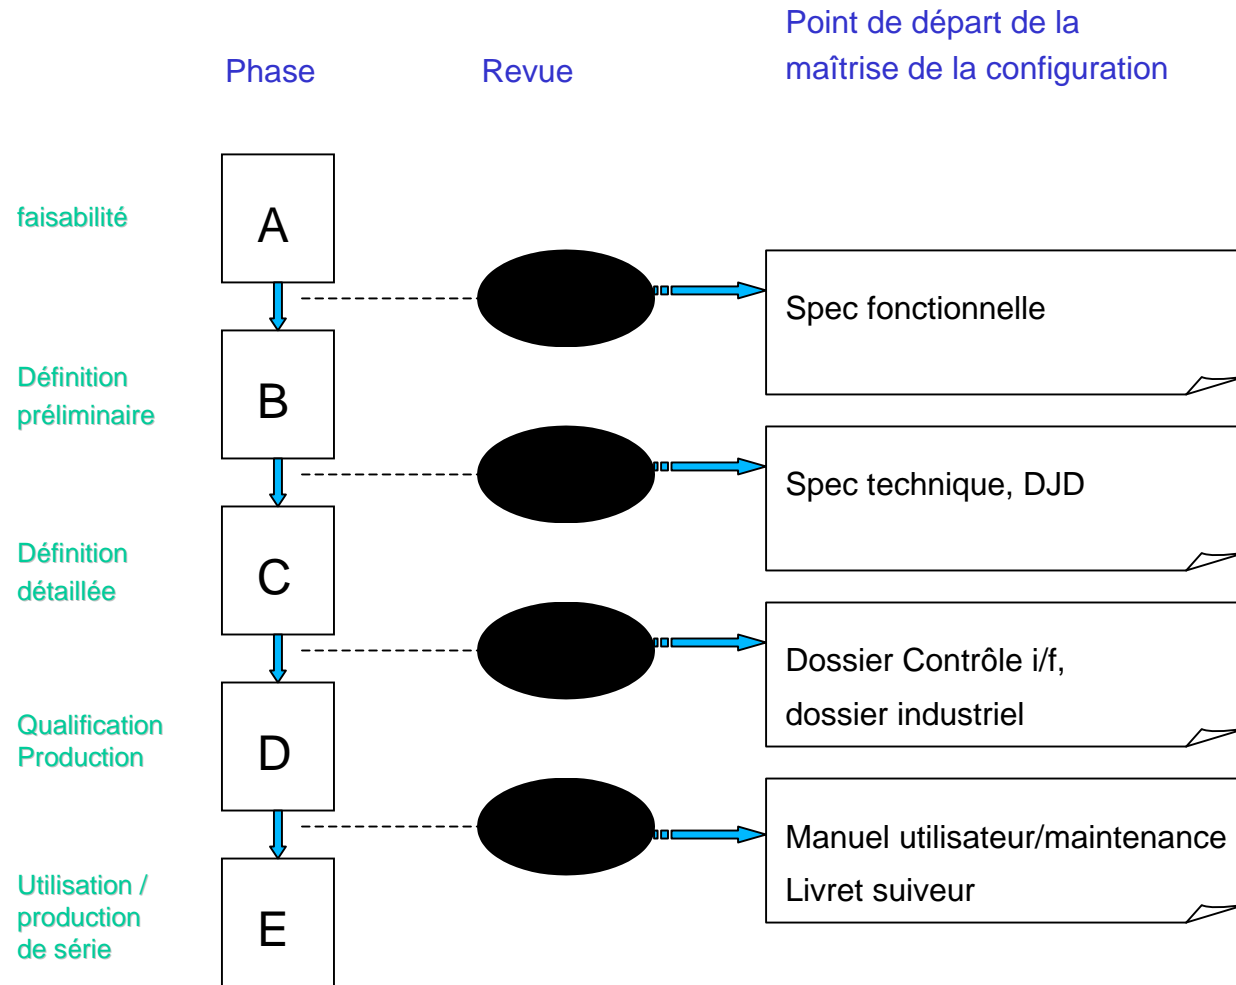 Phase
Revue
Point de départ de la
maîtrise de la configuration
faisabilité
A
Spec fonctionnelle
Définition
préliminaire
B
Spec technique, DJD
Définition
détaillée
C
Dossier Contrôle i/f,
dossier industriel
Qualification
Production
D
Manuel utilisateur/maintenance
Livret suiveur
Utilisation /
production
de série
E